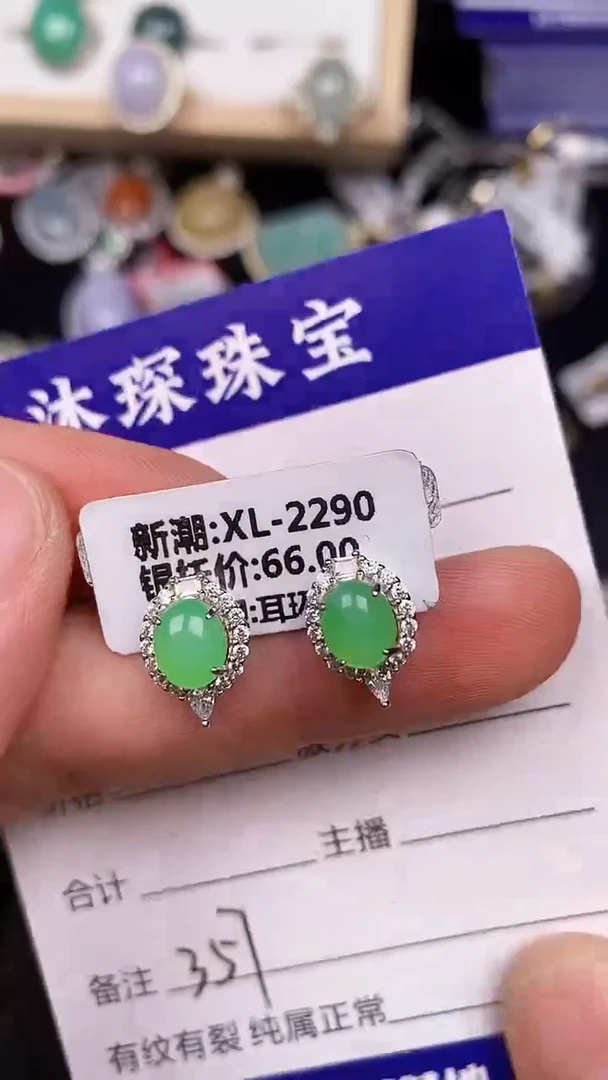 沐琛珠宝
新潮:XL-2290
银托价:66.00
:耳环
主播
合计
备注 357
有纹有裂 纯属正常